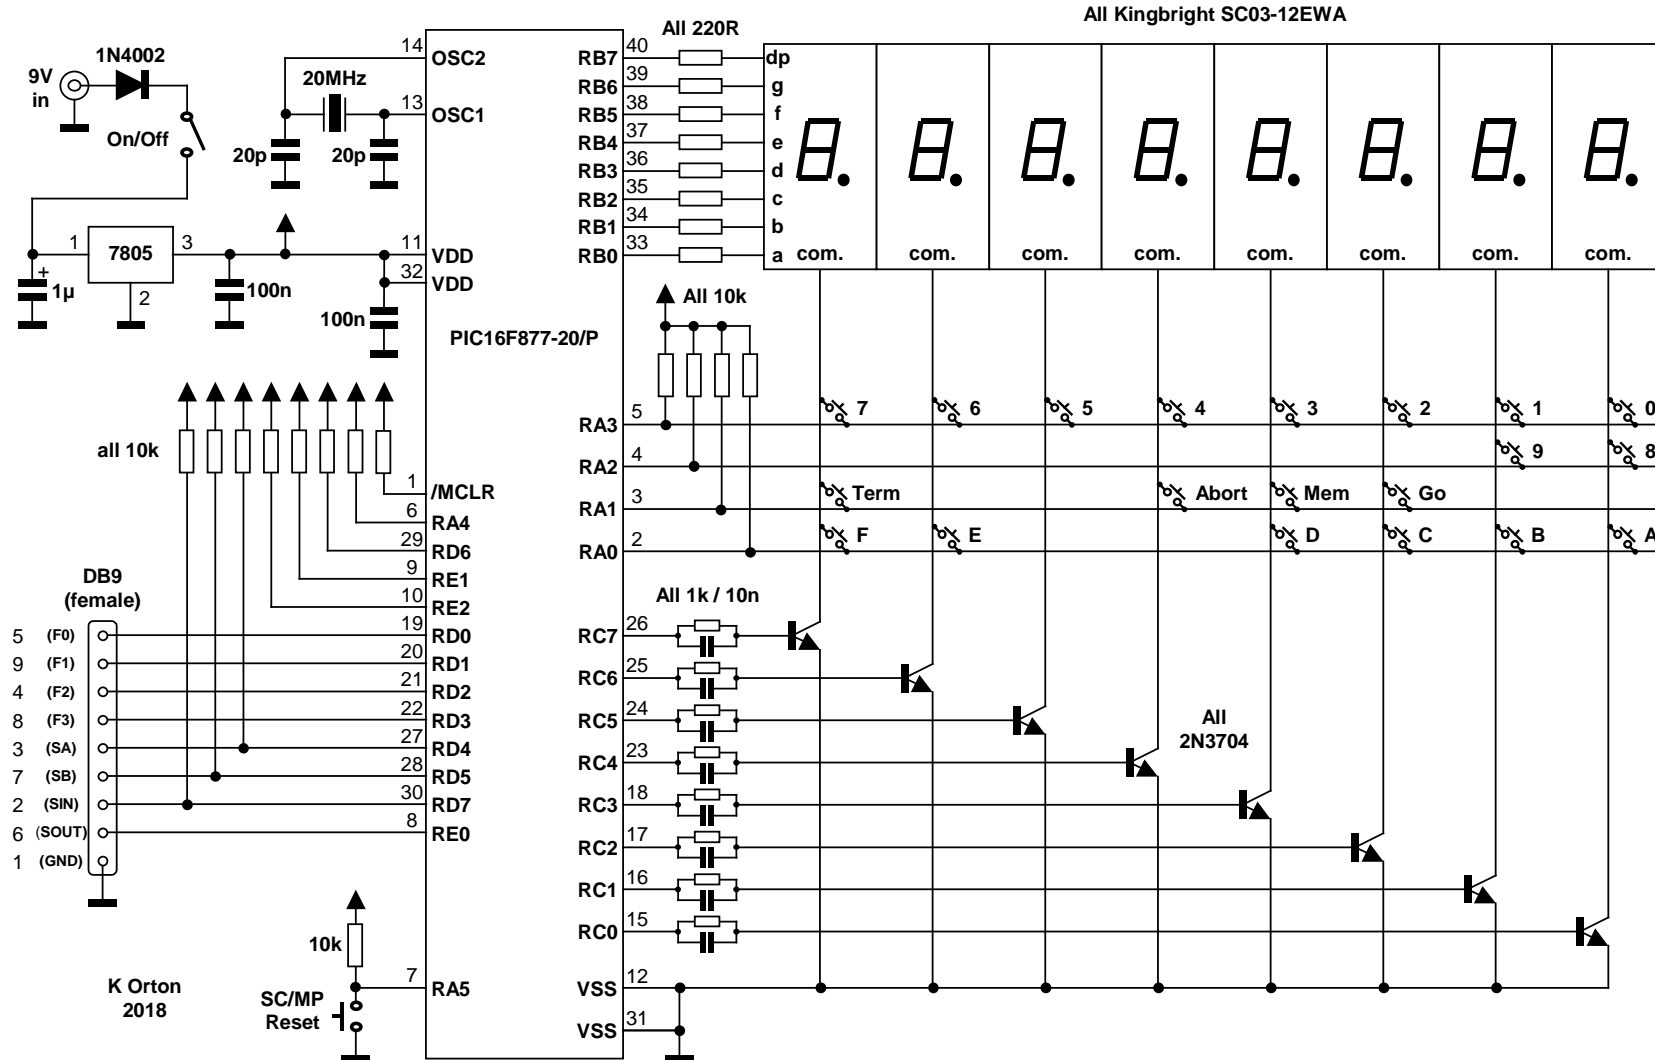 All Kingbright SC03-12EWA
1N4002
9V
in
On/Off
14
OSC2
20MHz
13
OSC1
20p
20p
1
7805
3
2
+
1µ
100n
11
VDD
32
VDD
100n
PIC16F877-20/P
All 220R
RB7
40
dp
RB6
39
g
RB5
38
f
RB4
37
e
RB3
36
d
RB2
35
c
RB1
34
b
RB0
33
a
8. 8. 8. 8. 8. 8. 8. 8.
com. com. com. com. com. com. com. com.
All 10k
RA3
5
7 6 5 4 3 2 1 0
RA2
4
9 8
RA1
3
Term Abort Mem Go
RA0
2
F E D C B A
all 10k
1
/MCLR
6
RA4
29
RD6
9
RE1
10
RE2
DB9
(female)
5 (F0)
19
RD0
9 (F1)
20
RD1
4 (F2)
21
RD2
8 (F3)
22
RD3
3 (SA)
27
RD4
7 (SB)
28
RD5
2 (SIN)
30
RD7
6 (SOUT)
8
RE0
1 (GND)
All 1k / 10n
RC7
26
RC6
25
RC5
24
RC4
23
RC3
18
RC2
17
RC1
16
RC0
15
All
2N3704
10k
7
RA5
SC/MP
Reset
VSS
12
VSS
31
K Orton
2018